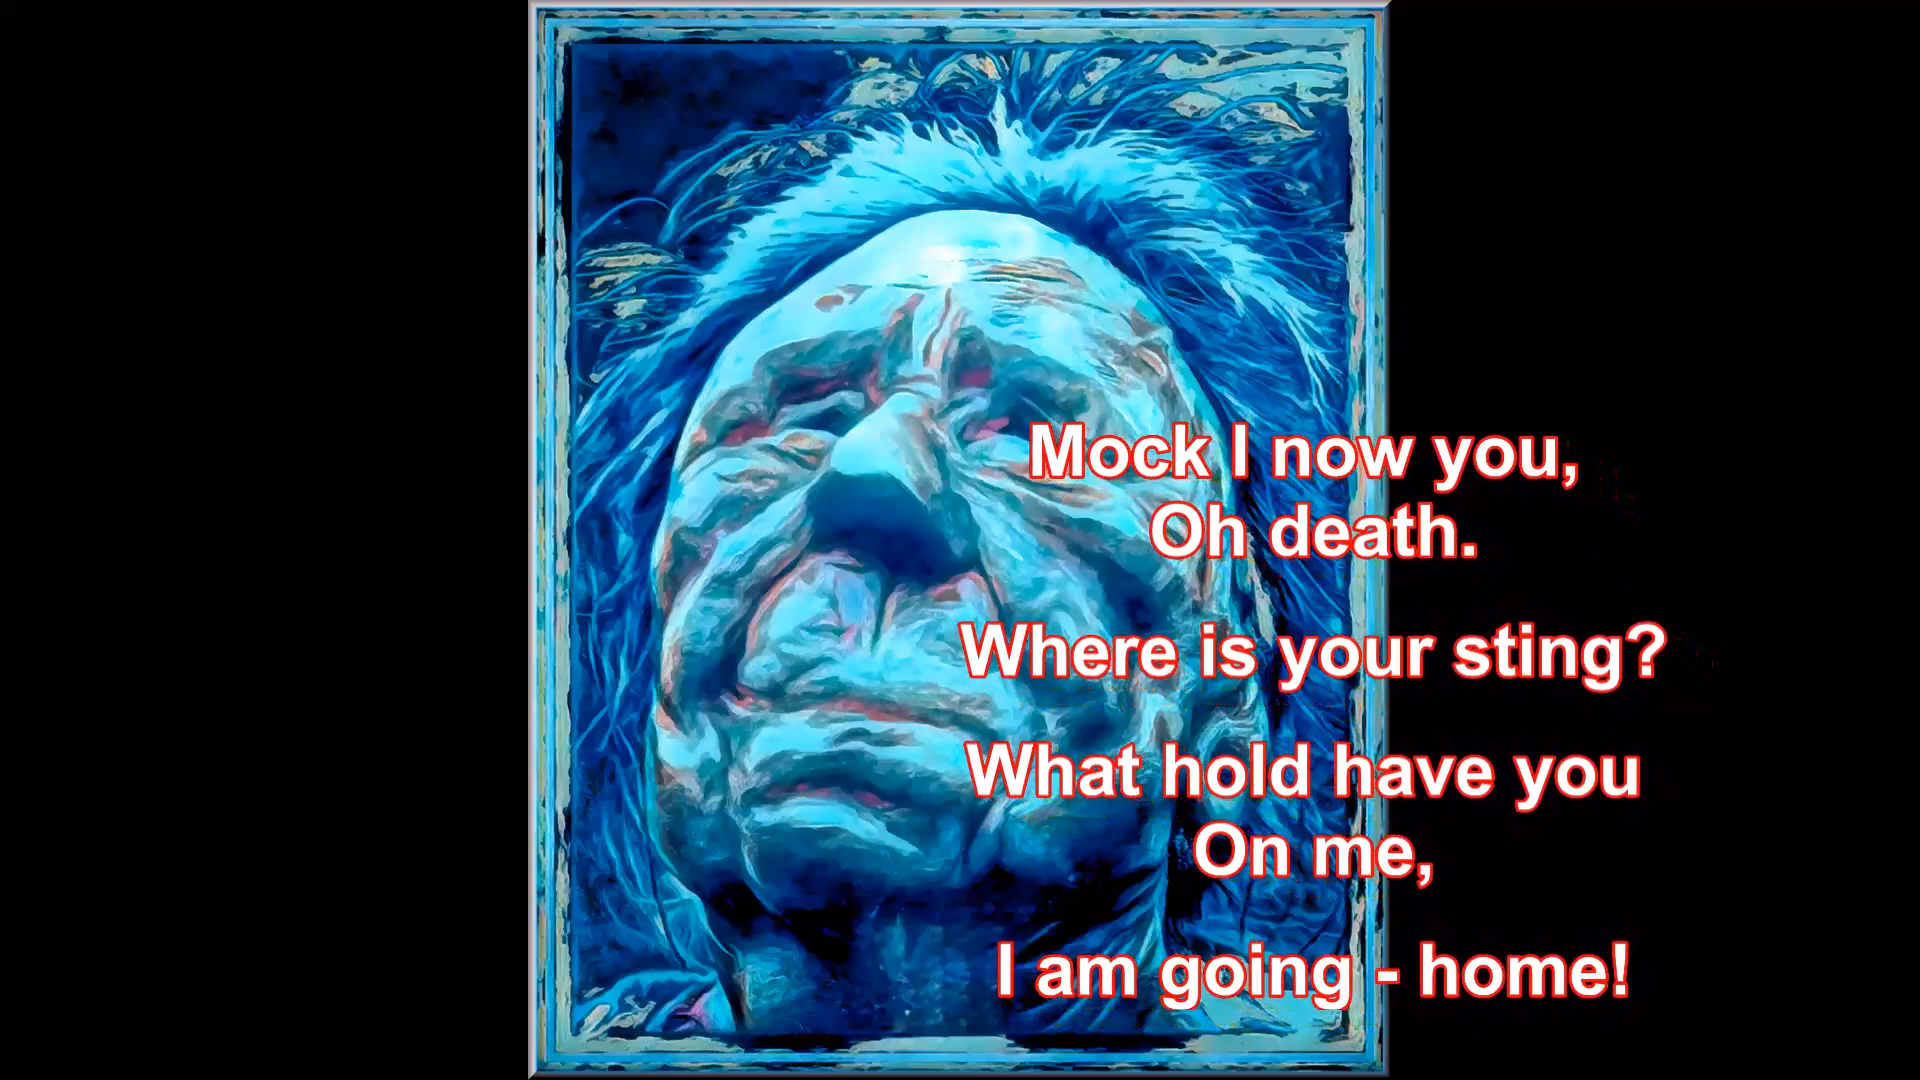 Mock I now you,
Oh death.
Where is your sting?
What hold have you
On me,
I am going - home!